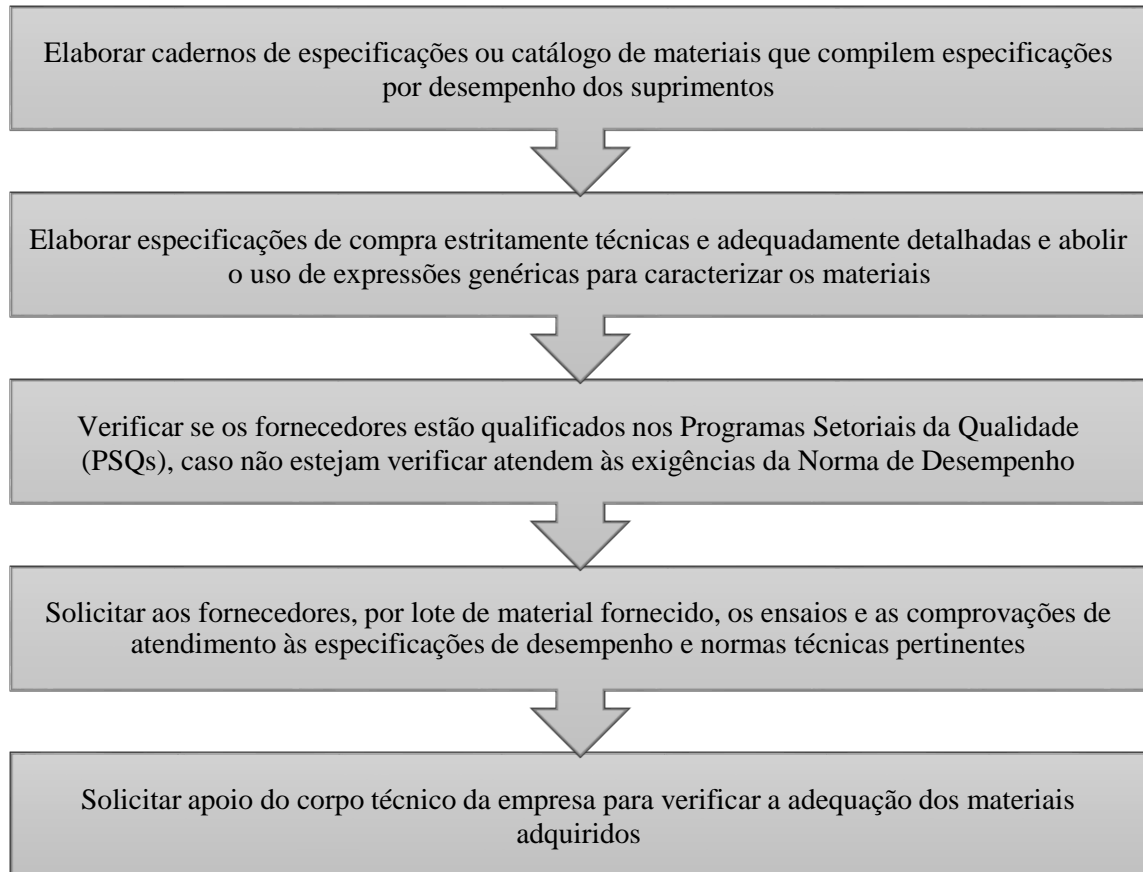 Elaborar cadernos de especificações ou catálogo de materiais que compilem especificações
por desempenho dos suprimentos
Elaborar especificações de compra estritamente técnicas e adequadamente detalhadas e abolir
o uso de expressões genéricas para caracterizar os materiais
Verificar se os fornecedores estão qualificados nos Programas Setoriais da Qualidade
(PSQs), caso não estejam verificar atendem às exigências da Norma de Desempenho
Solicitar aos fornecedores, por lote de material fornecido, os ensaios e as comprovações de
atendimento às especificações de desempenho e normas técnicas pertinentes
Solicitar apoio do corpo técnico da empresa para verificar a adequação dos materiais
adquiridos